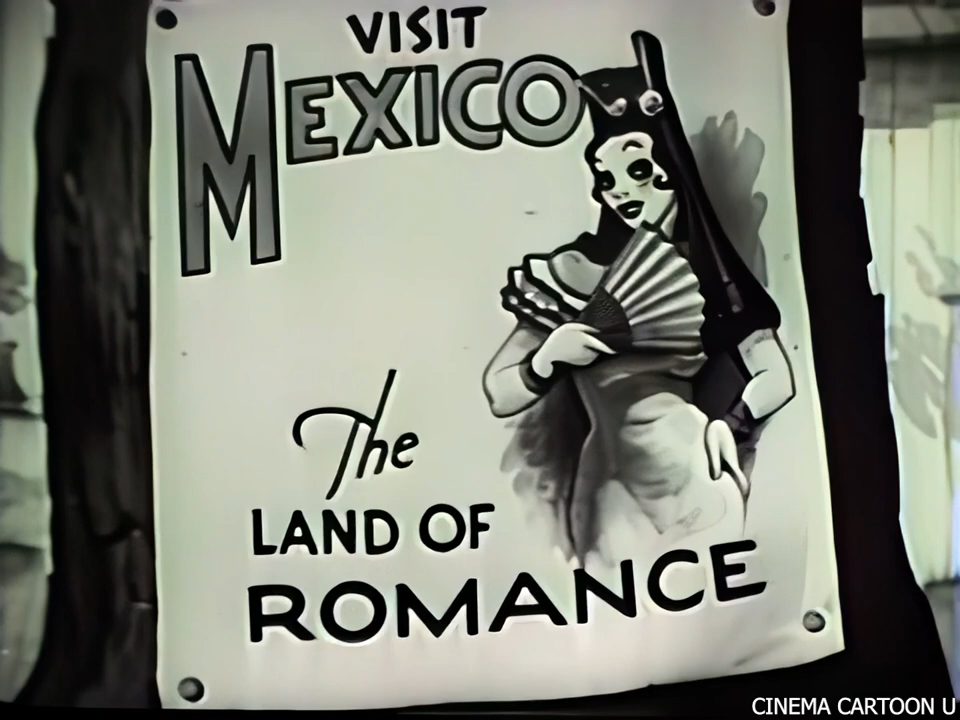 VISIT
MEXICO
The
LAND OF
ROMANCE
CINEMA CARTOON U